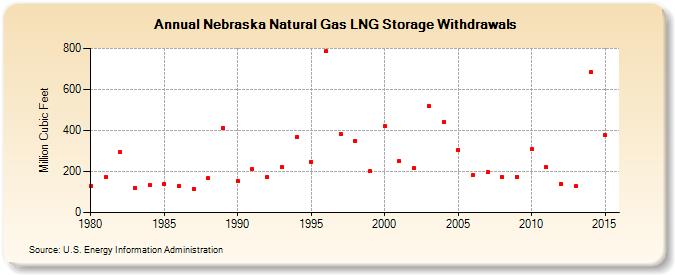 Annual Nebraska Natural Gas LNG Storage Withdrawals
Million Cubic Feet
800
600
400
200
0
1980 1985 1990 1995 2000 2005 2010 2015
Source: U.S. Energy Information Administration